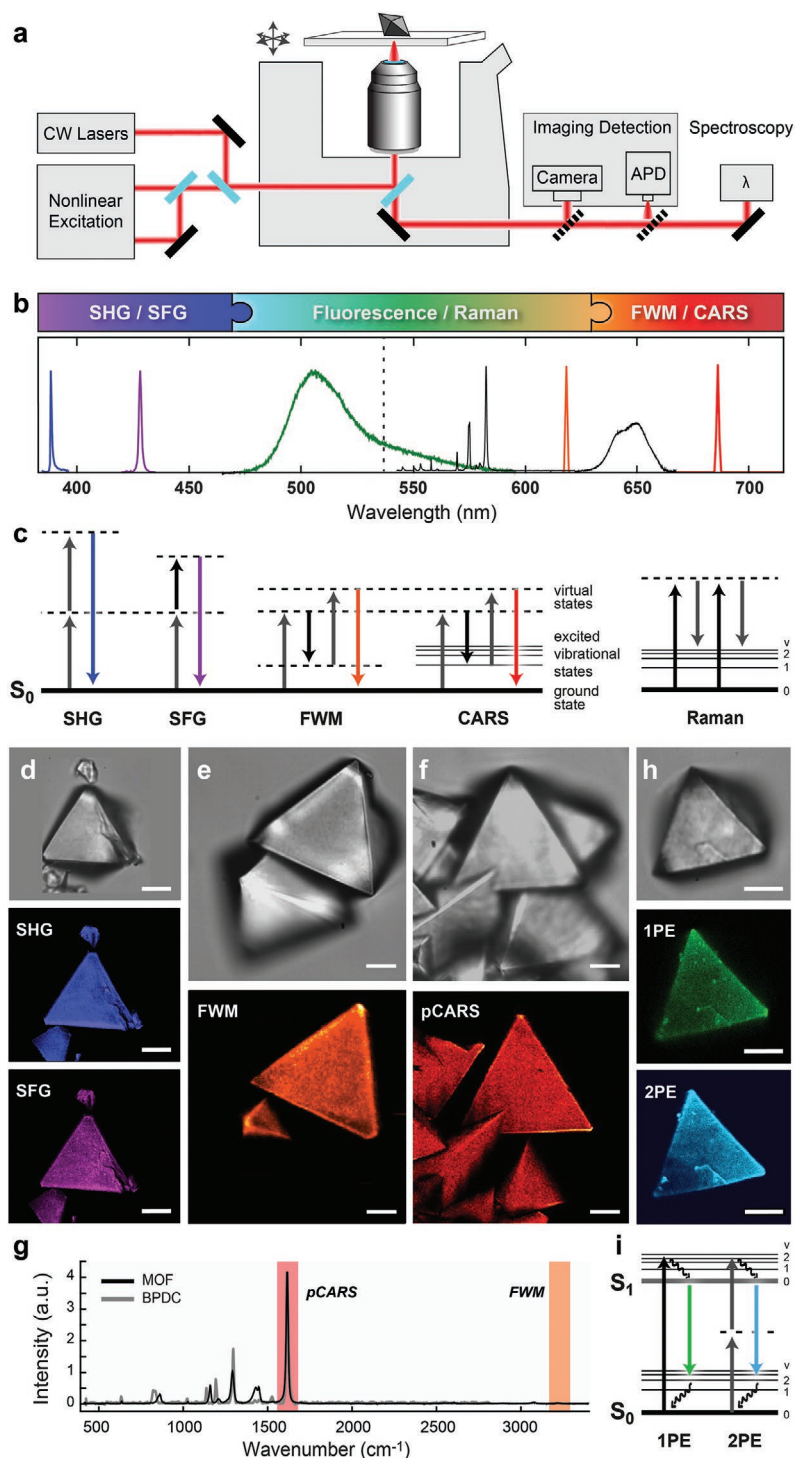 a
CW Lasers
Nonlinear
Excitation
Imaging Detection
Camera
APD
Spectroscopy
λ
b
SHG / SFG
Fluorescence / Raman
FWM / CARS
400
450
500
550
600
650
700
Wavelength (nm)
c
virtual
states
excited
vibrational
states
ground
state
v
2
1
0
S0
SHG
SFG
FWM
CARS
Raman
d
e
f
h
SHG
SFG
FWM
pCARS
1PE
2PE
g
Intensity (a.u.)
4
3
2
1
0
MOF
BPDC
pCARS
FWM
500
1000
1500
2000
2500
3000
Wavenumber (cm-1)
i
v
2
1
0
S1
v
2
1
0
S0
1PE
2PE